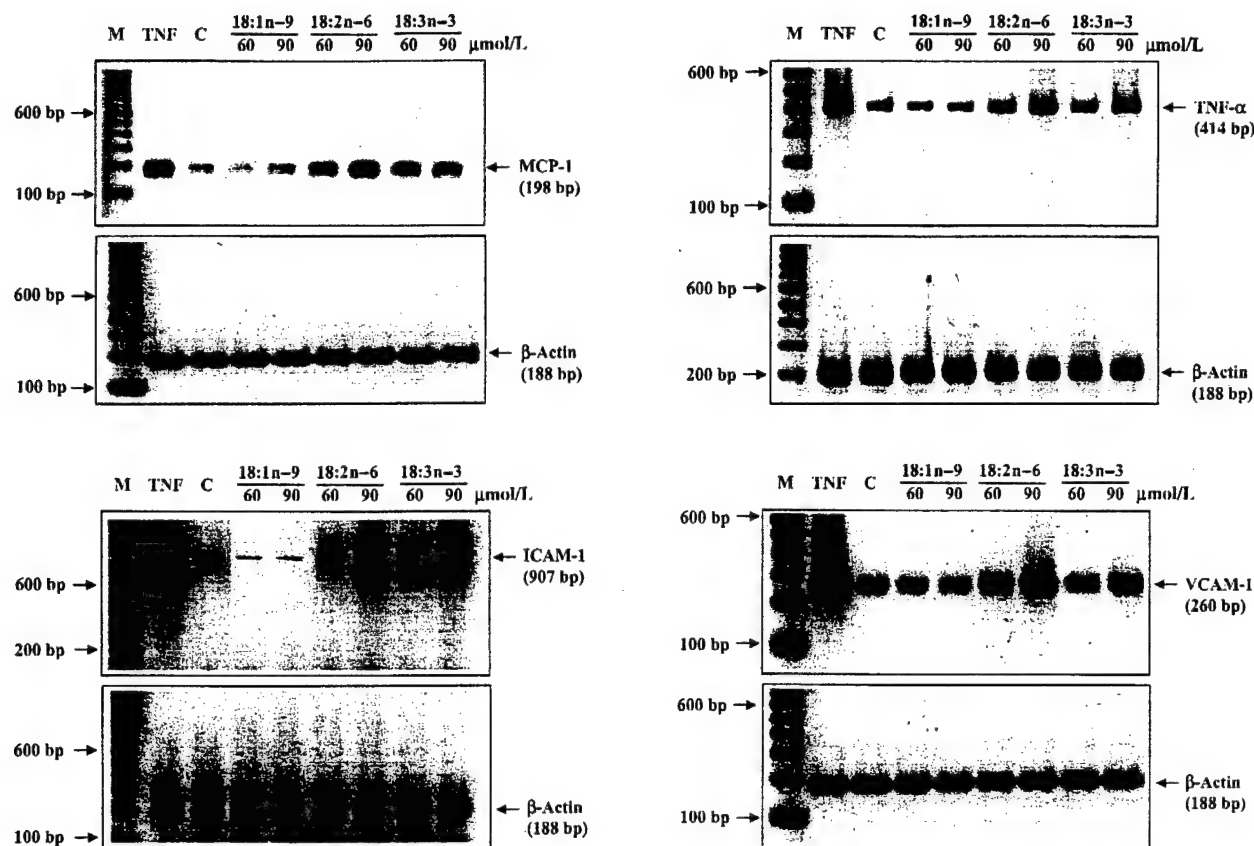 18:1n–9 18:2n–6 18:3n–3
M TNF C 60 90 60 90 60 90 μmol/L
600 bp
MCP-1
(198 bp)
100 bp
600 bp
β-Actin
(188 bp)
100 bp
18:1n–9 18:2n–6 18:3n–3
M TNF C 60 90 60 90 60 90 μmol/L
600 bp
TNF-α
(414 bp)
100 bp
600 bp
200 bp
β-Actin
(188 bp)
18:1n–9 18:2n–6 18:3n–3
M TNF C 60 90 60 90 60 90 μmol/L
ICAM-1
(907 bp)
600 bp
200 bp
600 bp
β-Actin
(188 bp)
100 bp
18:1n–9 18:2n–6 18:3n–3
M TNF C 60 90 60 90 60 90 μmol/L
600 bp
VCAM-1
(260 bp)
100 bp
600 bp
β-Actin
(188 bp)
100 bp